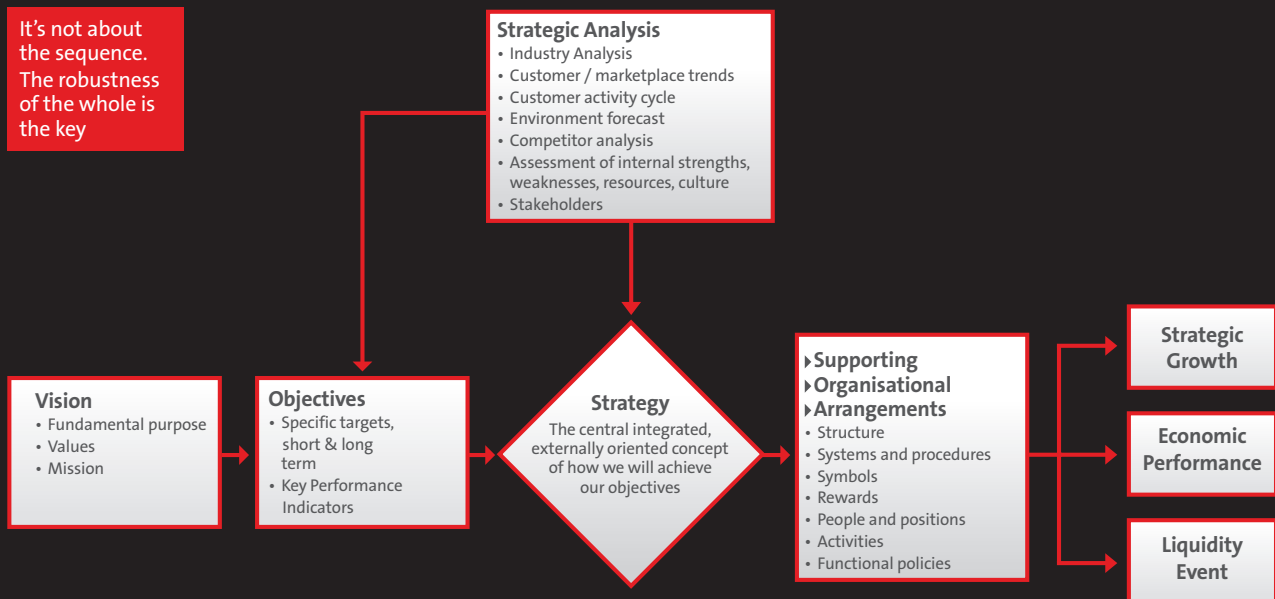 It's not about
the sequence.
The robustness
of the whole is
the key
Strategic Analysis
• Industry Analysis
• Customer / marketplace trends
• Customer activity cycle
• Environment forecast
• Competitor analysis
• Assessment of internal strengths,
weaknesses, resources, culture
• Stakeholders
Vision
• Fundamental purpose
• Values
• Mission
Objectives
• Specific targets,
short & long
term
• Key Performance
Indicators
Strategy
The central integrated,
externally oriented concept
of how we will achieve
our objectives
Supporting
Organisational
Arrangements
• Structure
• Systems and procedures
• Symbols
• Rewards
• People and positions
• Activities
• Functional policies
Strategic
Growth
Economic
Performance
Liquidity
Event